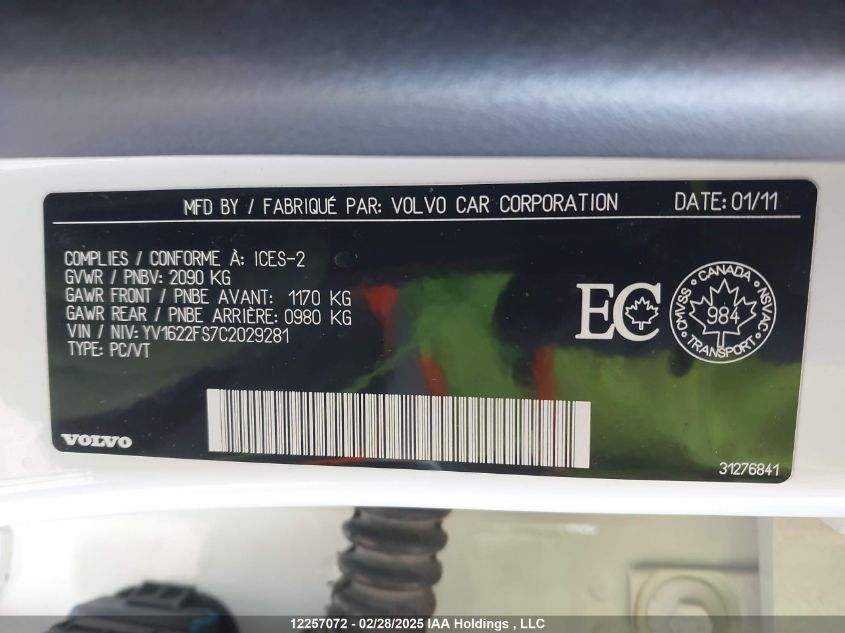 MFD BY / FABRIQUÉ PAR: VOLVO CAR CORPORATION DATE: 01/11
COMPLIES / CONFORME À: ICES-2
GVWR / PNBV: 2090 KG
GAWR FRONT / PNBE AVANT: 1170 KG
GAWR REAR / PNBE ARRIÈRE: 0980 KG
VIN / NIV: YV1622FS7C2029281
TYPE: PC/VT
EC
CANADA
CMVSS • NSVAC
984
TRANSPORT
VOLVO
31276841
12257072 - 02/28/2025 IAA Holdings , LLC